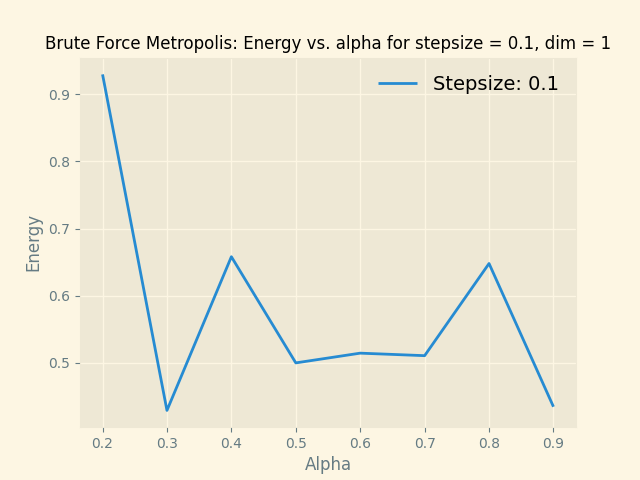 Brute Force Metropolis: Energy vs. alpha for stepsize = 0.1, dim = 1
Stepsize: 0.1
Energy
0.9
0.8
0.7
0.6
0.5
0.2 0.3 0.4 0.5 0.6 0.7 0.8 0.9
Alpha